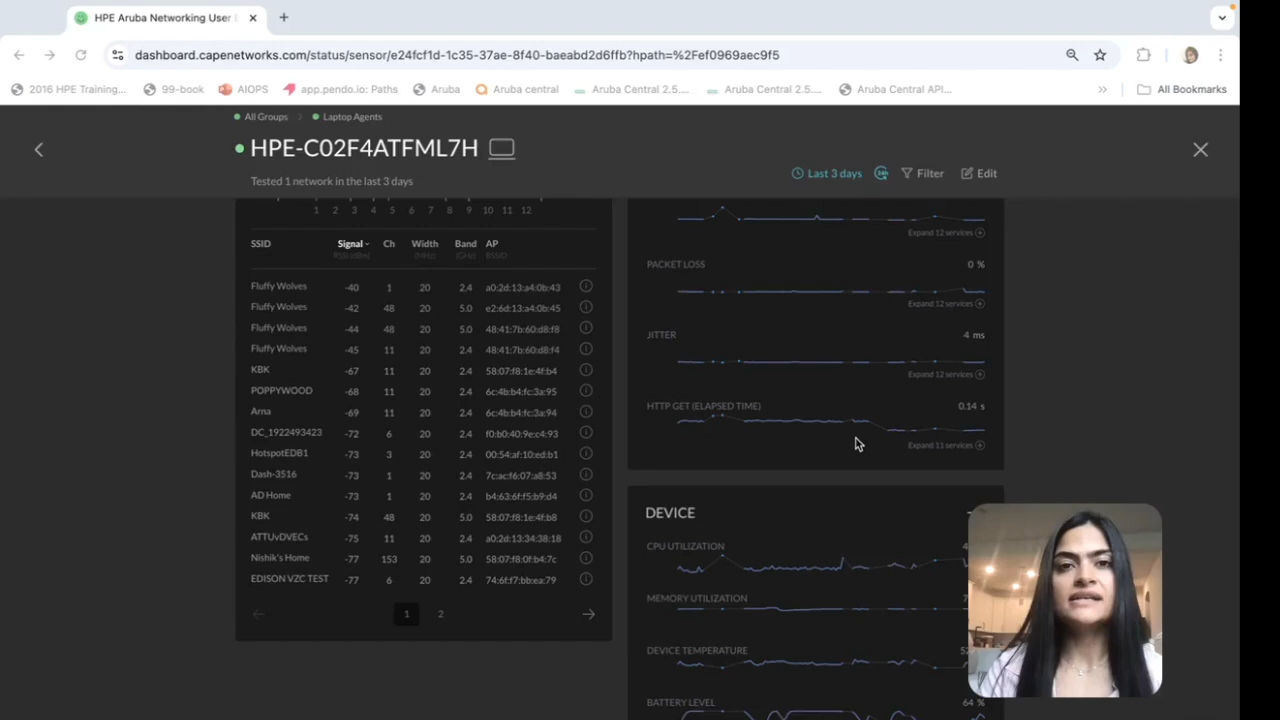 HPE Aruba Networking User
dashboard.capenetworks.com/status/sensor/e24fcf1d-1c35-37ae-8f40-baeabd2d6ffb?hpath=%2Fef0969aec9f5
2016 HPE Training... 99-book AIOPS app.pendo.io: Paths Aruba Aruba central Aruba Central 2.5.... Aruba Central 2.5.... Aruba Central API... » All Bookmarks
All Groups > Laptop Agents
HPE-C02F4ATFML7H
Tested 1 network in the last 3 days
Last 3 days Filter Edit
1 2 3 4 5 6 7 8 9 10 11 12
SSID Signal Ch Width Band AP
RSSI (dBm) (MHz) (GHz) BSSID
Fluffy Wolves -40 1 20 2.4 a0:2d:13:a4:0b:43
Fluffy Wolves -42 48 20 5.0 e2:6d:13:a4:0b:45
Fluffy Wolves -44 48 20 5.0 48:41:7b:60:d8:f8
Fluffy Wolves -45 11 20 2.4 48:41:7b:60:d8:f4
KBK -67 11 20 2.4 58:07:f8:1e:4f:b4
POPPYWOOD -68 11 20 2.4 6c:4b:b4:fc:3a:95
Arna -69 11 20 2.4 6c:4b:b4:fc:3a:94
DC_1922493423 -72 6 20 2.4 f0:b0:40:9e:c4:93
HotspotEDB1 -73 3 20 2.4 00:54:af:10:ed:b1
Dash-3516 -73 1 20 2.4 7c:ac:f6:07:a8:53
AD Home -73 1 20 2.4 b4:63:6f:f5:b9:d4
KBK -74 48 20 5.0 58:07:f8:1e:4f:b8
ATTUvDVECs -75 11 20 2.4 a0:2d:13:34:38:18
Nishik's Home -77 153 20 5.0 58:07:f8:0f:b4:7c
EDISON VZC TEST -77 6 20 2.4 74:6f:f7:bb:ea:79
1 2
Expand 12 services
PACKET LOSS 0 %
Expand 12 services
JITTER 4 ms
Expand 12 services
HTTP GET (ELAPSED TIME) 0.14 s
Expand 11 services
DEVICE
CPU UTILIZATION
MEMORY UTILIZATION
DEVICE TEMPERATURE
BATTERY LEVEL 64 %